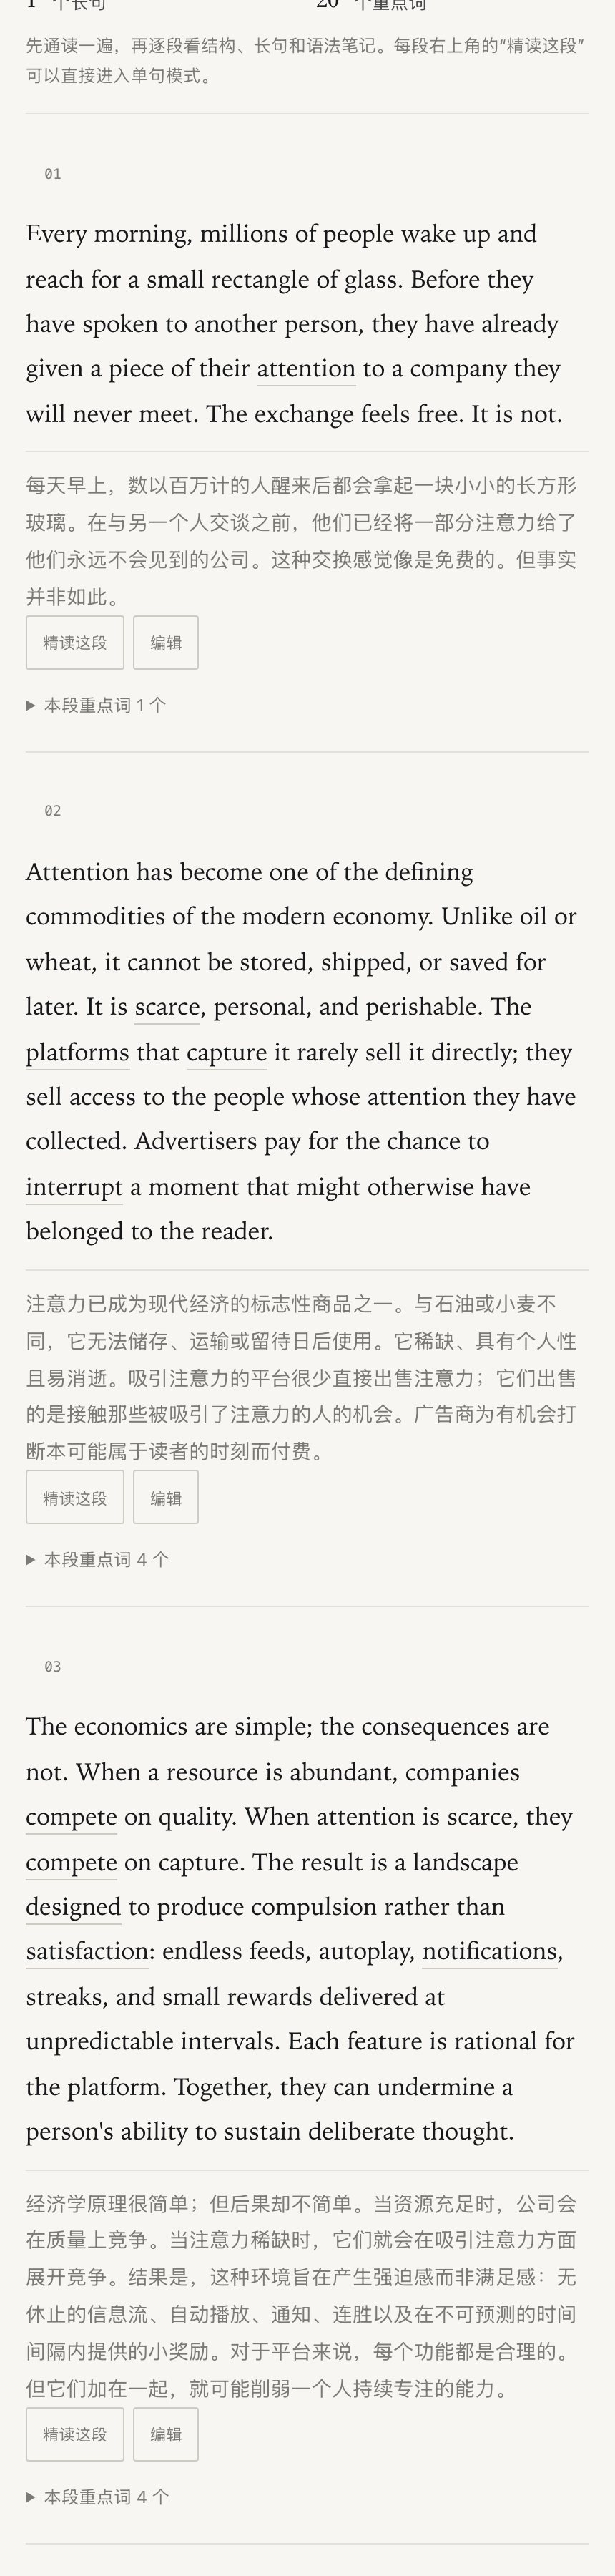 1 个长句 20 个重点词
先通读一遍，再逐段看结构、长句和语法笔记。每段右上角的“精读这段”
可以直接进入单句模式。
01
Every morning, millions of people wake up and
reach for a small rectangle of glass. Before they
have spoken to another person, they have already
given a piece of their attention to a company they
will never meet. The exchange feels free. It is not.
每天早上，数以百万计的人醒来后都会拿起一块小小的长方形
玻璃。在与另一个人交谈之前，他们已经将一部分注意力给了
他们永远不会见到的公司。这种交换感觉像是免费的。但事实
并非如此。
精读这段 编辑
▶ 本段重点词 1 个
02
Attention has become one of the defining
commodities of the modern economy. Unlike oil or
wheat, it cannot be stored, shipped, or saved for
later. It is scarce, personal, and perishable. The
platforms that capture it rarely sell it directly; they
sell access to the people whose attention they have
collected. Advertisers pay for the chance to
interrupt a moment that might otherwise have
belonged to the reader.
注意力已成为现代经济的标志性商品之一。与石油或小麦不
同，它无法储存、运输或留待日后使用。它稀缺、具有个人性
且易消逝。吸引注意力的平台很少直接出售注意力；它们出售
的是接触那些被吸引了注意力的人的机会。广告商为有机会打
断本可能属于读者的时刻而付费。
精读这段 编辑
▶ 本段重点词 4 个
03
The economics are simple; the consequences are
not. When a resource is abundant, companies
compete on quality. When attention is scarce, they
compete on capture. The result is a landscape
designed to produce compulsion rather than
satisfaction: endless feeds, autoplay, notifications,
streaks, and small rewards delivered at
unpredictable intervals. Each feature is rational for
the platform. Together, they can undermine a
person's ability to sustain deliberate thought.
经济学原理很简单；但后果却不简单。当资源充足时，公司会
在质量上竞争。当注意力稀缺时，它们就会在吸引注意力方面
展开竞争。结果是，这种环境旨在产生强迫感而非满足感：无
休止的信息流、自动播放、通知、连胜以及在不可预测的时间
间隔内提供的小奖励。对于平台来说，每个功能都是合理的。
但它们加在一起，就可能削弱一个人持续专注的能力。
精读这段 编辑
▶ 本段重点词 4 个